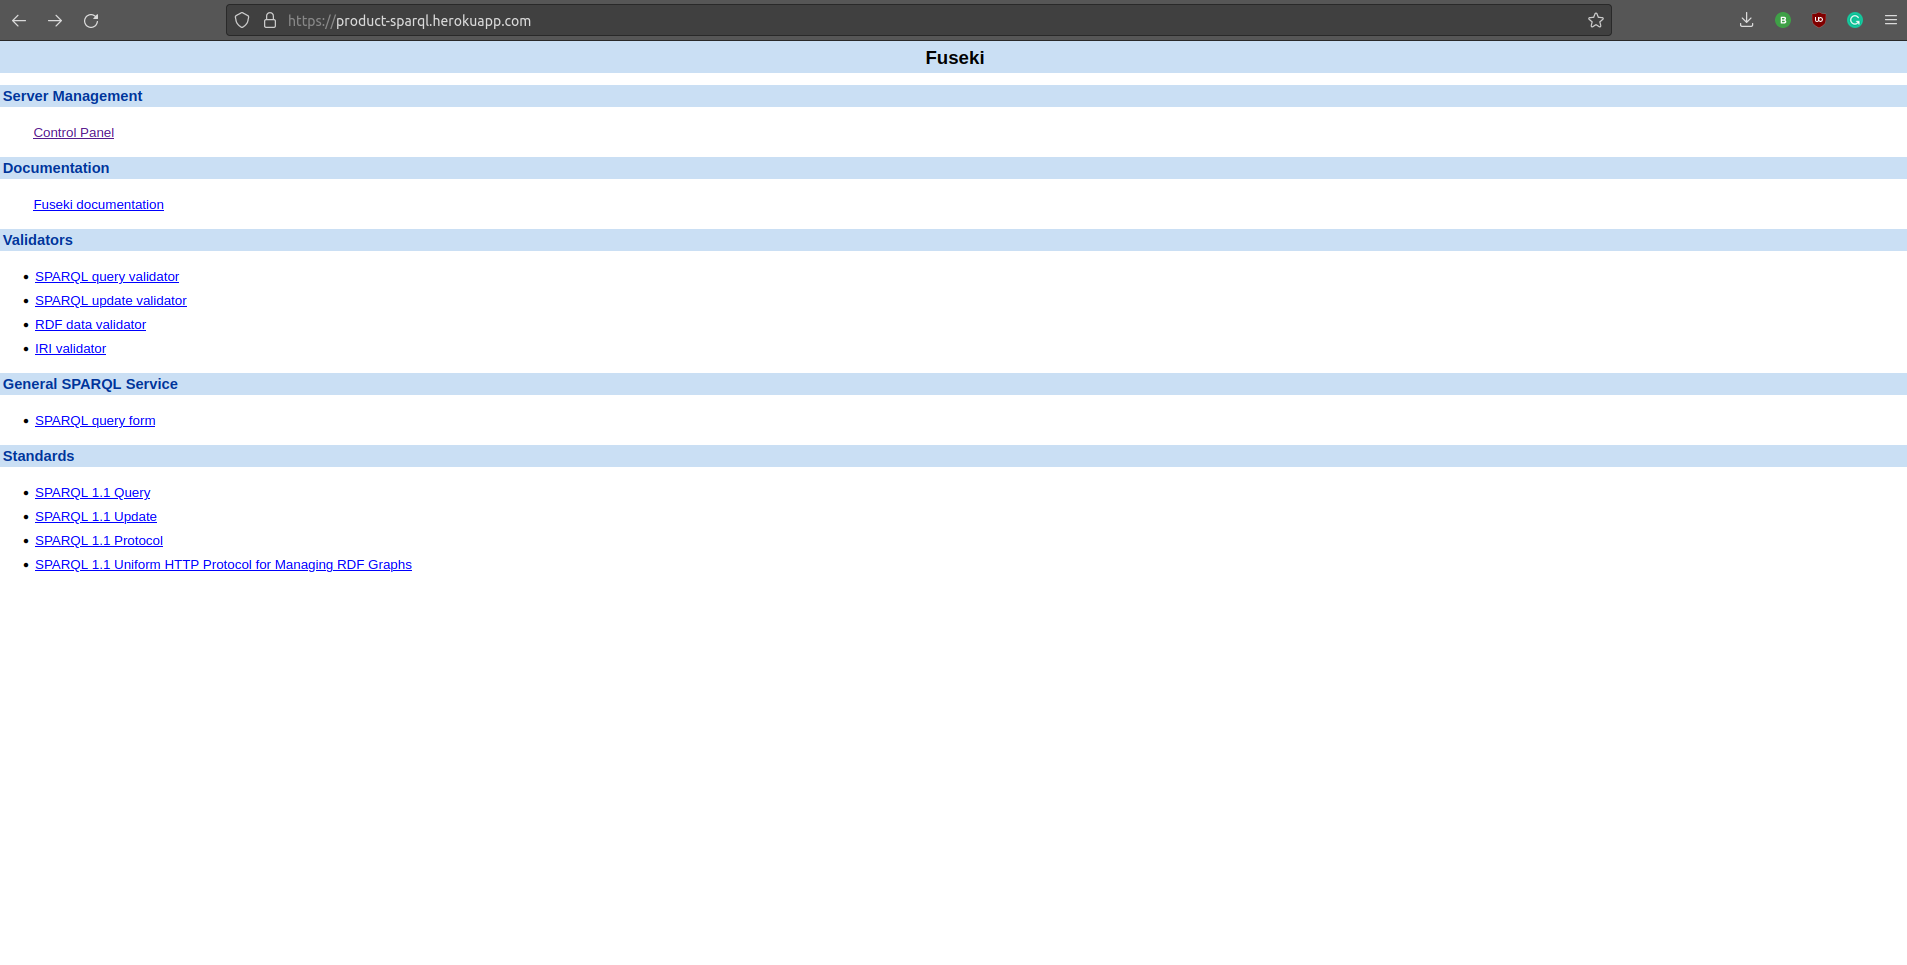 https://product-sparql.herokuapp.com
Fuseki
Server Management
Control Panel
Documentation
Fuseki documentation
Validators
SPARQL query validator
SPARQL update validator
RDF data validator
IRI validator
General SPARQL Service
SPARQL query form
Standards
SPARQL 1.1 Query
SPARQL 1.1 Update
SPARQL 1.1 Protocol
SPARQL 1.1 Uniform HTTP Protocol for Managing RDF Graphs